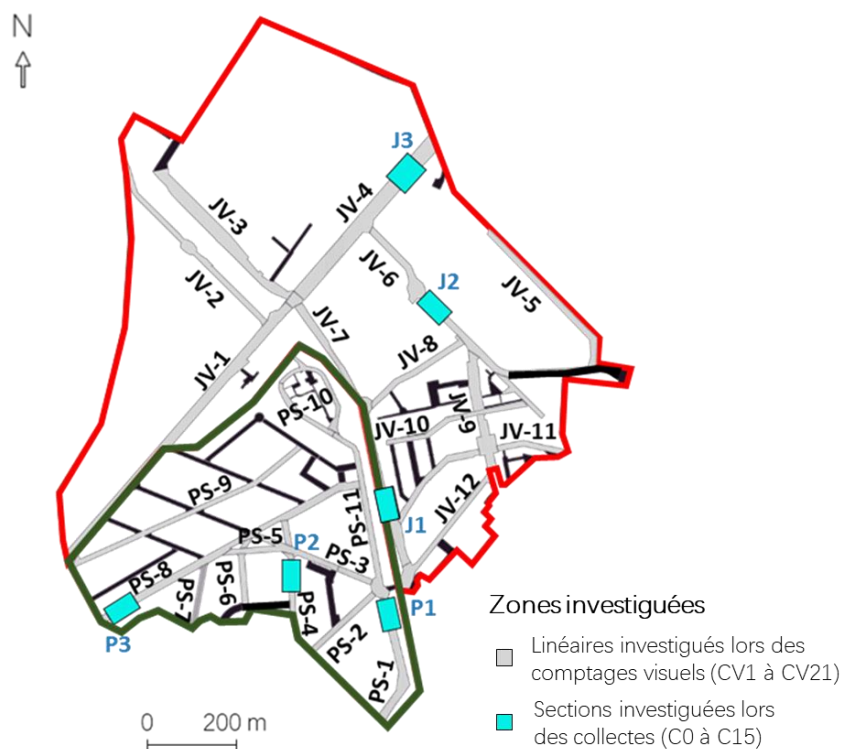 N
J3
JV-4
JV-3
JV-6
J2
JV-5
JV-2
JV-7
JV-8
JV-1
PS-10
JV-9
JV-10
JV-11
PS-9
JV-12
PS-11
J1
PS-5
P2
PS-3
PS-8
PS-7
PS-6
PS-4
P1
P3
PS-2
PS-1
Zones investiguées
Linéaires investigués lors des
comptages visuels (CV1 à CV21)
Sections investiguées lors
des collectes (C0 à C15)
0 200 m